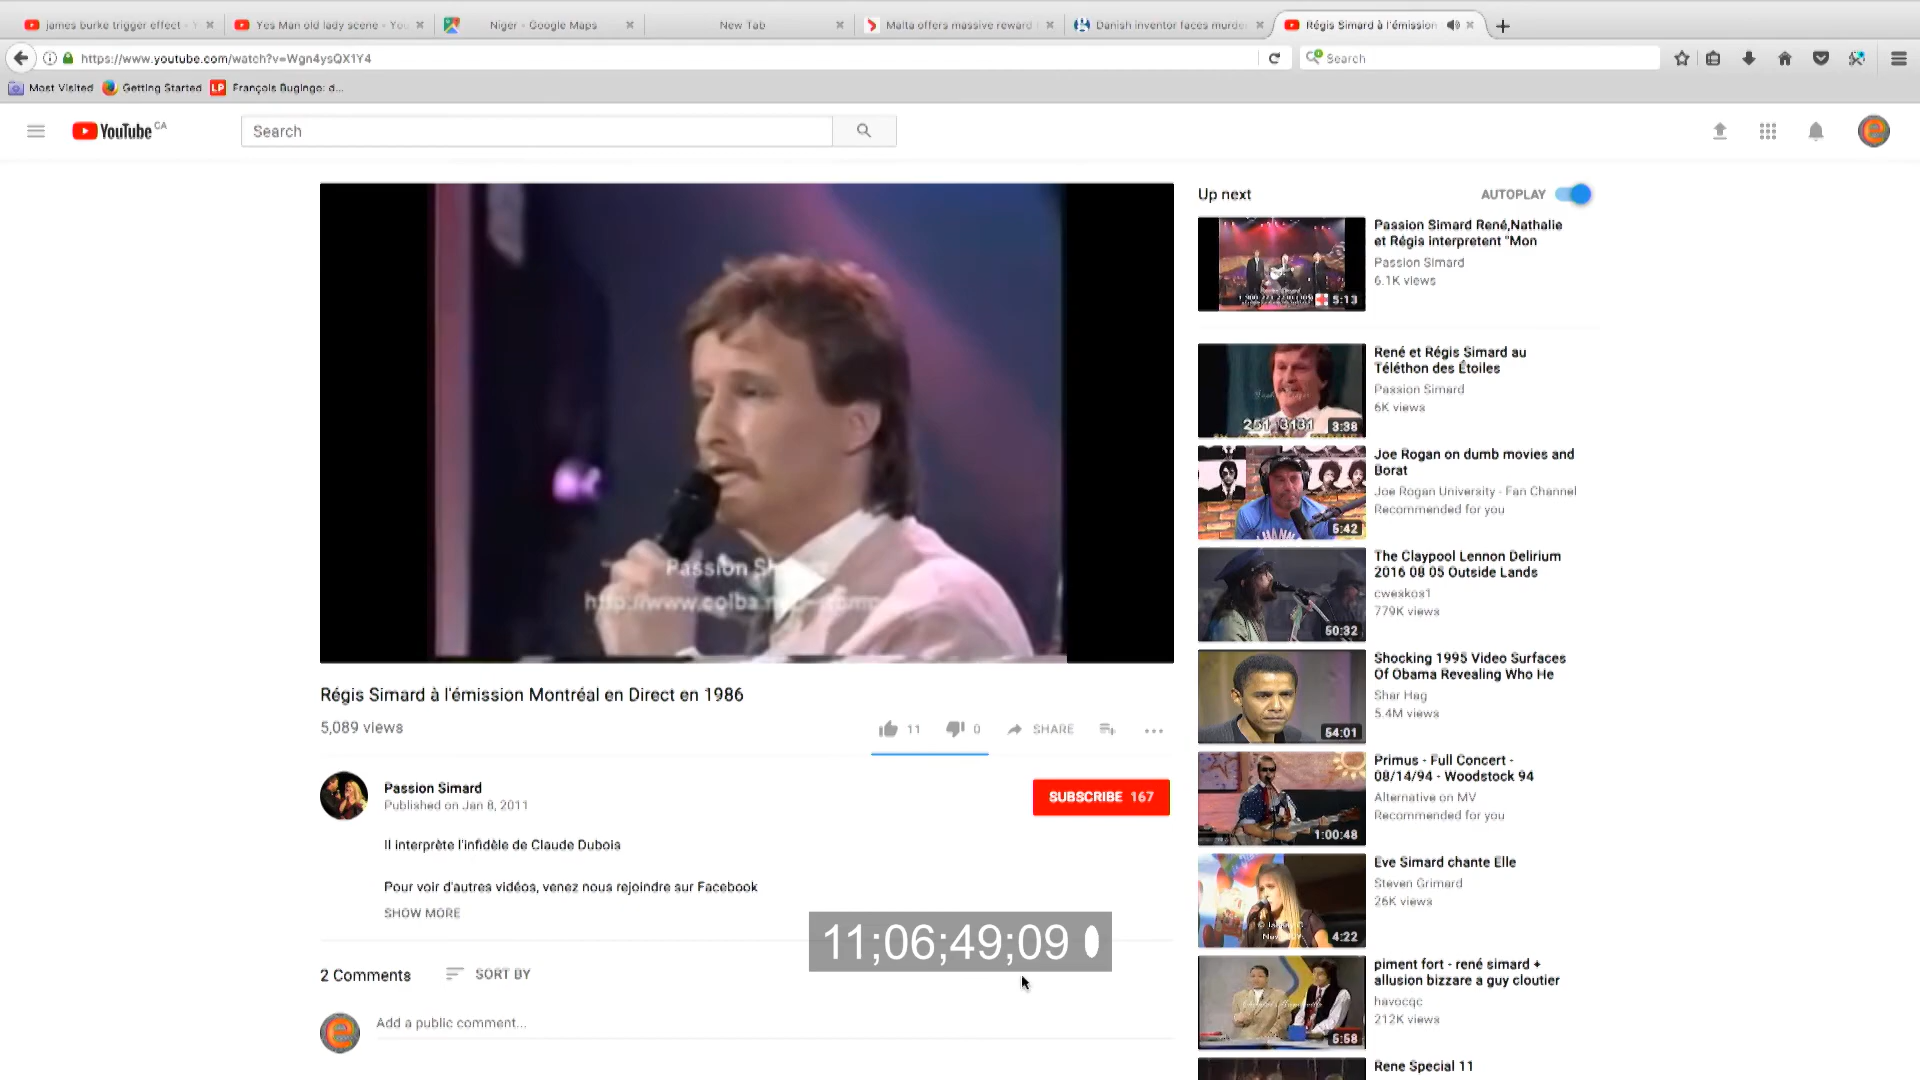 james burke trigger effect -
Yes Man old lady scene - You
Niger - Google Maps
New Tab
Malta offers massive reward
Danish inventor faces murder
Régis Simard à l'émission
https://www.youtube.com/watch?v=Wgn4ysQX1Y4
Search
Most Visited
Getting Started
LP
François Bugingo: d...
YouTube CA
Search
Passion
http://www.colba.n
Régis Simard à l'émission Montréal en Direct en 1986
5,089 views
11
0
SHARE
Passion Simard
Published on Jan 8, 2011
SUBSCRIBE 167
Il interprète l'infidèle de Claude Dubois
Pour voir d'autres vidéos, venez nous rejoindre sur Facebook
SHOW MORE
11;06;49;09
2 Comments
SORT BY
Add a public comment...
Up next
AUTOPLAY
Passion Simard René,Nathalie
et Régis interpretent "Mon
Passion Simard
6.1K views
5:13
René et Régis Simard au
Téléthon des Étoiles
Passion Simard
6K views
251-3131
3:38
Joe Rogan on dumb movies and
Borat
Joe Rogan University - Fan Channel
Recommended for you
5:42
The Claypool Lennon Delirium
2016 08 05 Outside Lands
cweskos1
779K views
50:32
Shocking 1995 Video Surfaces
Of Obama Revealing Who He
Shar Hag
5.4M views
54:01
Primus - Full Concert -
08/14/94 - Woodstock 94
Alternative on MV
Recommended for you
1:00:48
Eve Simard chante Elle
Steven Grimard
26K views
4:22
piment fort - rené simard +
allusion bizzare a guy cloutier
havocqc
212K views
5:58
Rene Special 11